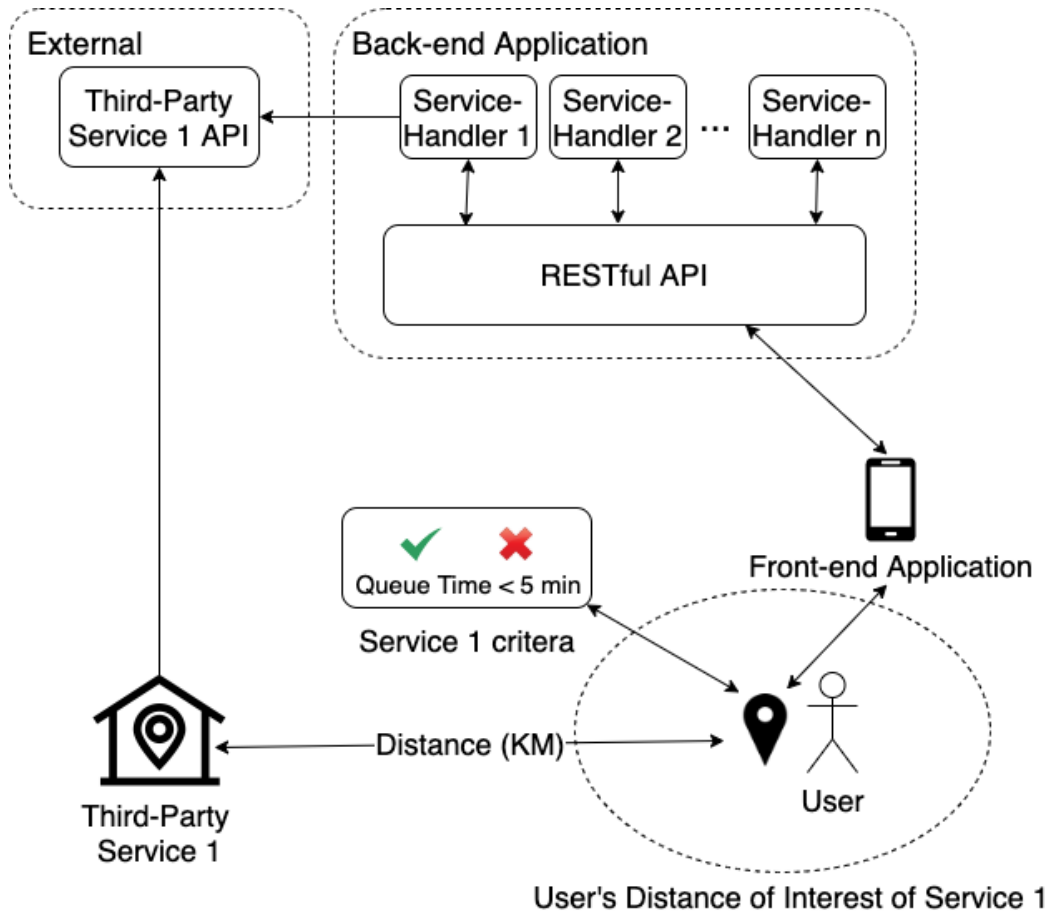 External
Third-Party
Service 1 API
Back-end Application
Service-
Handler 1
Service-
Handler 2
...
Service-
Handler n
RESTful API
Front-end Application
Queue Time < 5 min
Service 1 critera
Distance (KM)
Third-Party
Service 1
User
User's Distance of Interest of Service 1